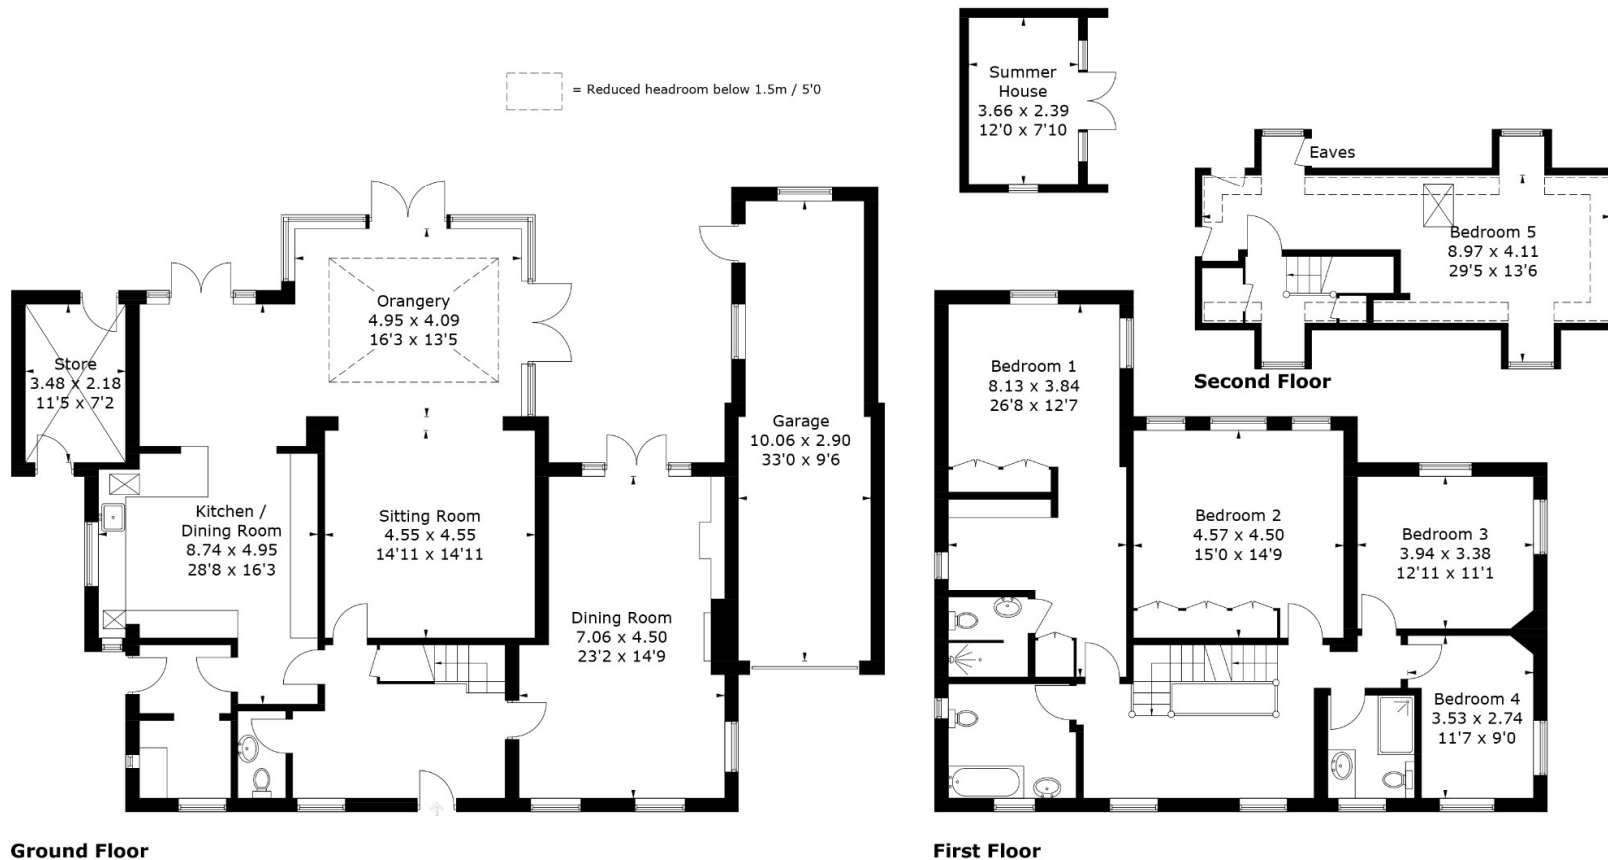 = Reduced headroom below 1.5m / 5'0
Summer
House
3.66 x 2.39
12'0 x 7'10
Eaves
Bedroom 5
8.97 x 4.11
29'5 x 13'6
Second Floor
Orangery
4.95 x 4.09
16'3 x 13'5
Store
3.48 x 2.18
11'5 x 7'2
Garage
10.06 x 2.90
33'0 x 9'6
Kitchen /
Dining Room
8.74 x 4.95
28'8 x 16'3
Sitting Room
4.55 x 4.55
14'11 x 14'11
Dining Room
7.06 x 4.50
23'2 x 14'9
Ground Floor
Bedroom 1
8.13 x 3.84
26'8 x 12'7
Bedroom 2
4.57 x 4.50
15'0 x 14'9
Bedroom 3
3.94 x 3.38
12'11 x 11'1
Bedroom 4
3.53 x 2.74
11'7 x 9'0
First Floor